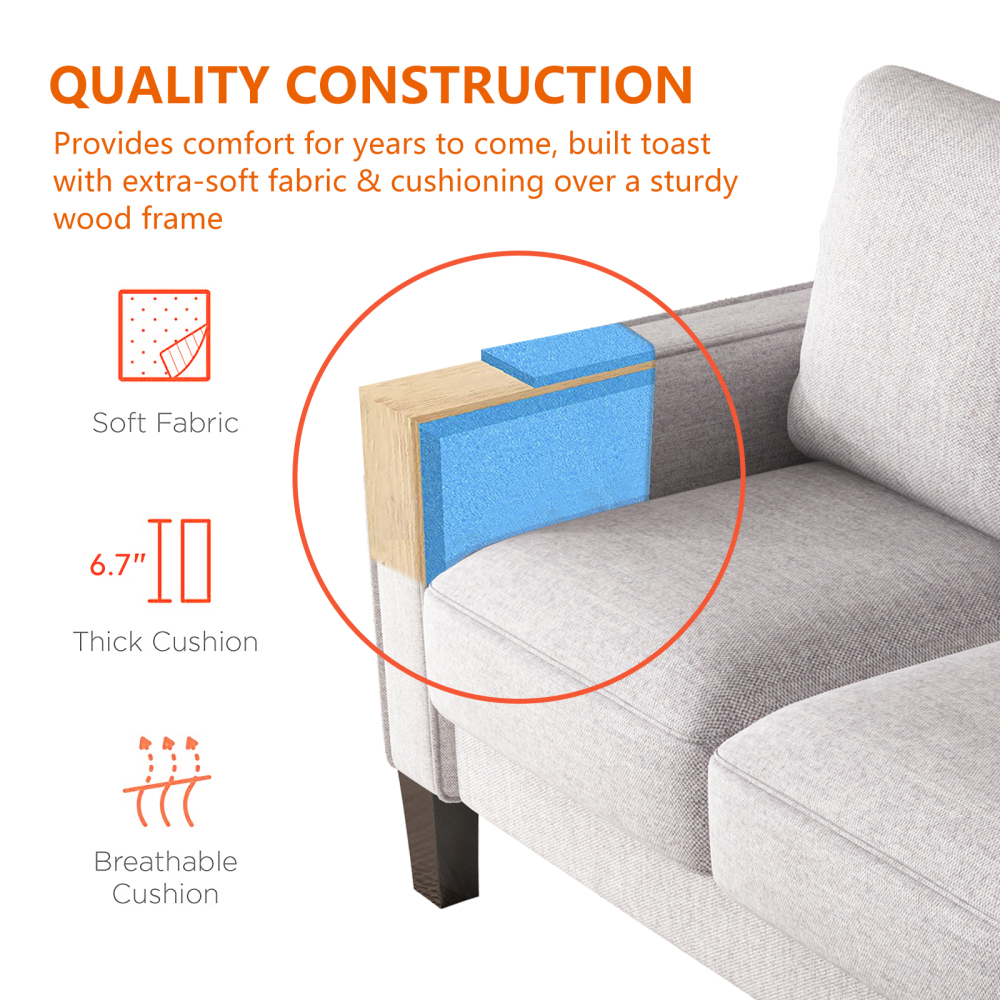 QUALITY CONSTRUCTION
Provides comfort for years to come, built toast
with extra-soft fabric & cushioning over a sturdy
wood frame
Soft Fabric
6.7"
Thick Cushion
Breathable
Cushion